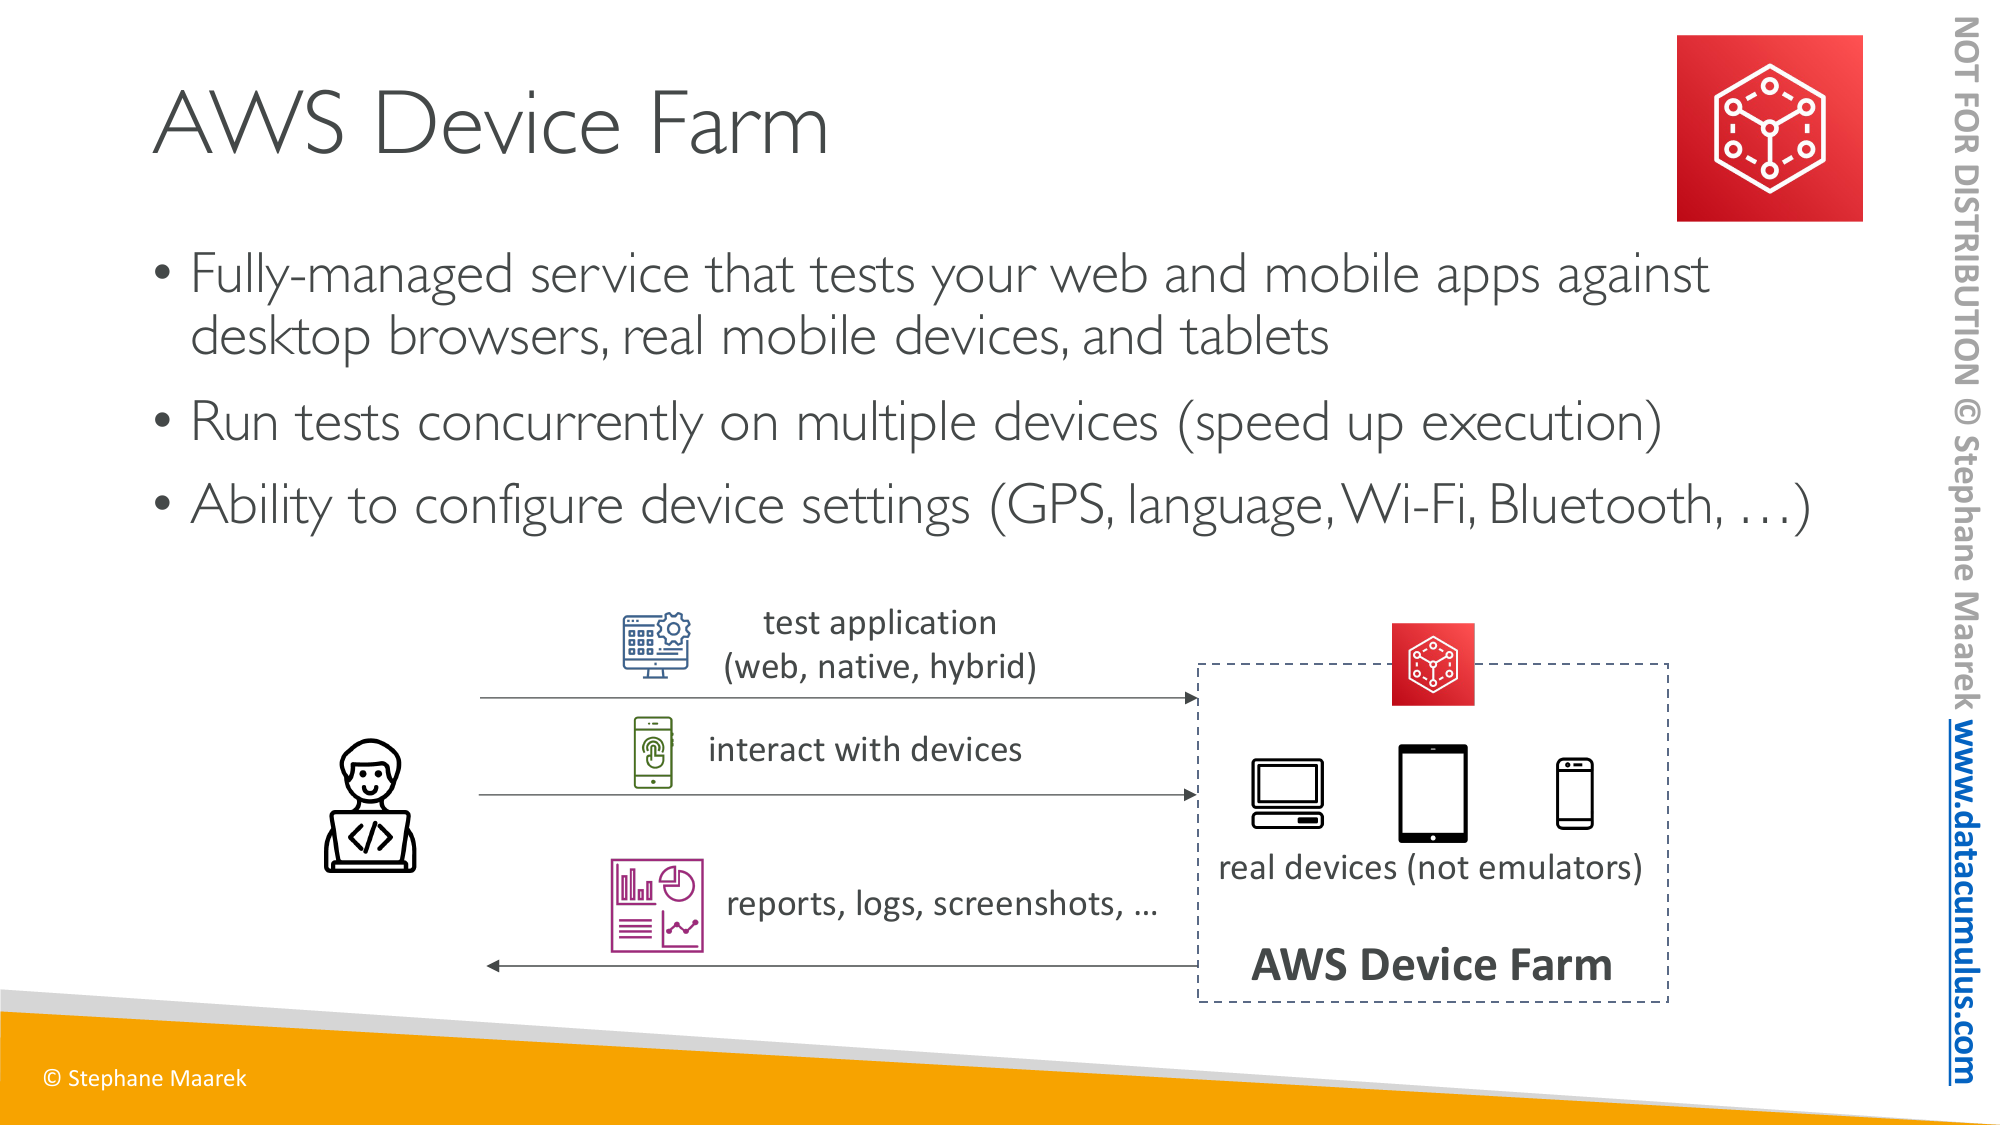 AWS Device Farm
• Fully-managed service that tests your web and mobile apps against
desktop browsers, real mobile devices, and tablets
• Run tests concurrently on multiple devices (speed up execution)
• Ability to configure device settings (GPS, language, Wi-Fi, Bluetooth, …)
test application
(web, native, hybrid)
interact with devices
reports, logs, screenshots, …
real devices (not emulators)
AWS Device Farm
© Stephane Maarek
NOT FOR DISTRIBUTION © Stephane Maarek www.datacumulus.com